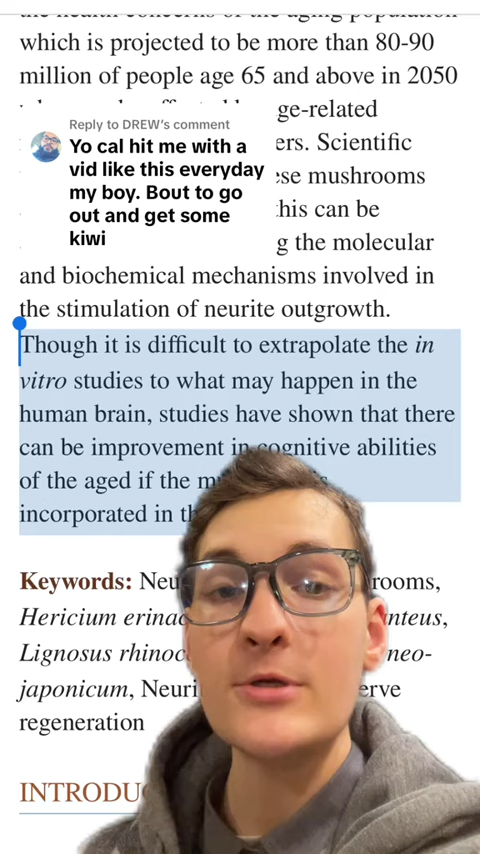 which is projected to be more than 80-90
million of people age 65 and above in 2050
ge-related
Reply to DREW's comment
Yo cal hit me with a
vid like this everyday
my boy. Bout to go
out and get some
kiwi
ers. Scientific
se mushrooms
this can be
g the molecular
and biochemical mechanisms involved in
the stimulation of neurite outgrowth.
Though it is difficult to extrapolate the in
vitro studies to what may happen in the
human brain, studies have shown that there
can be improvement in cognitive abilities
of the aged if the
incorporated in
Keywords: Neu rooms,
Hericium erinac nteus,
Lignosus rhinoc neo-
japonicum, Neuri erve
regeneration
INTRODU